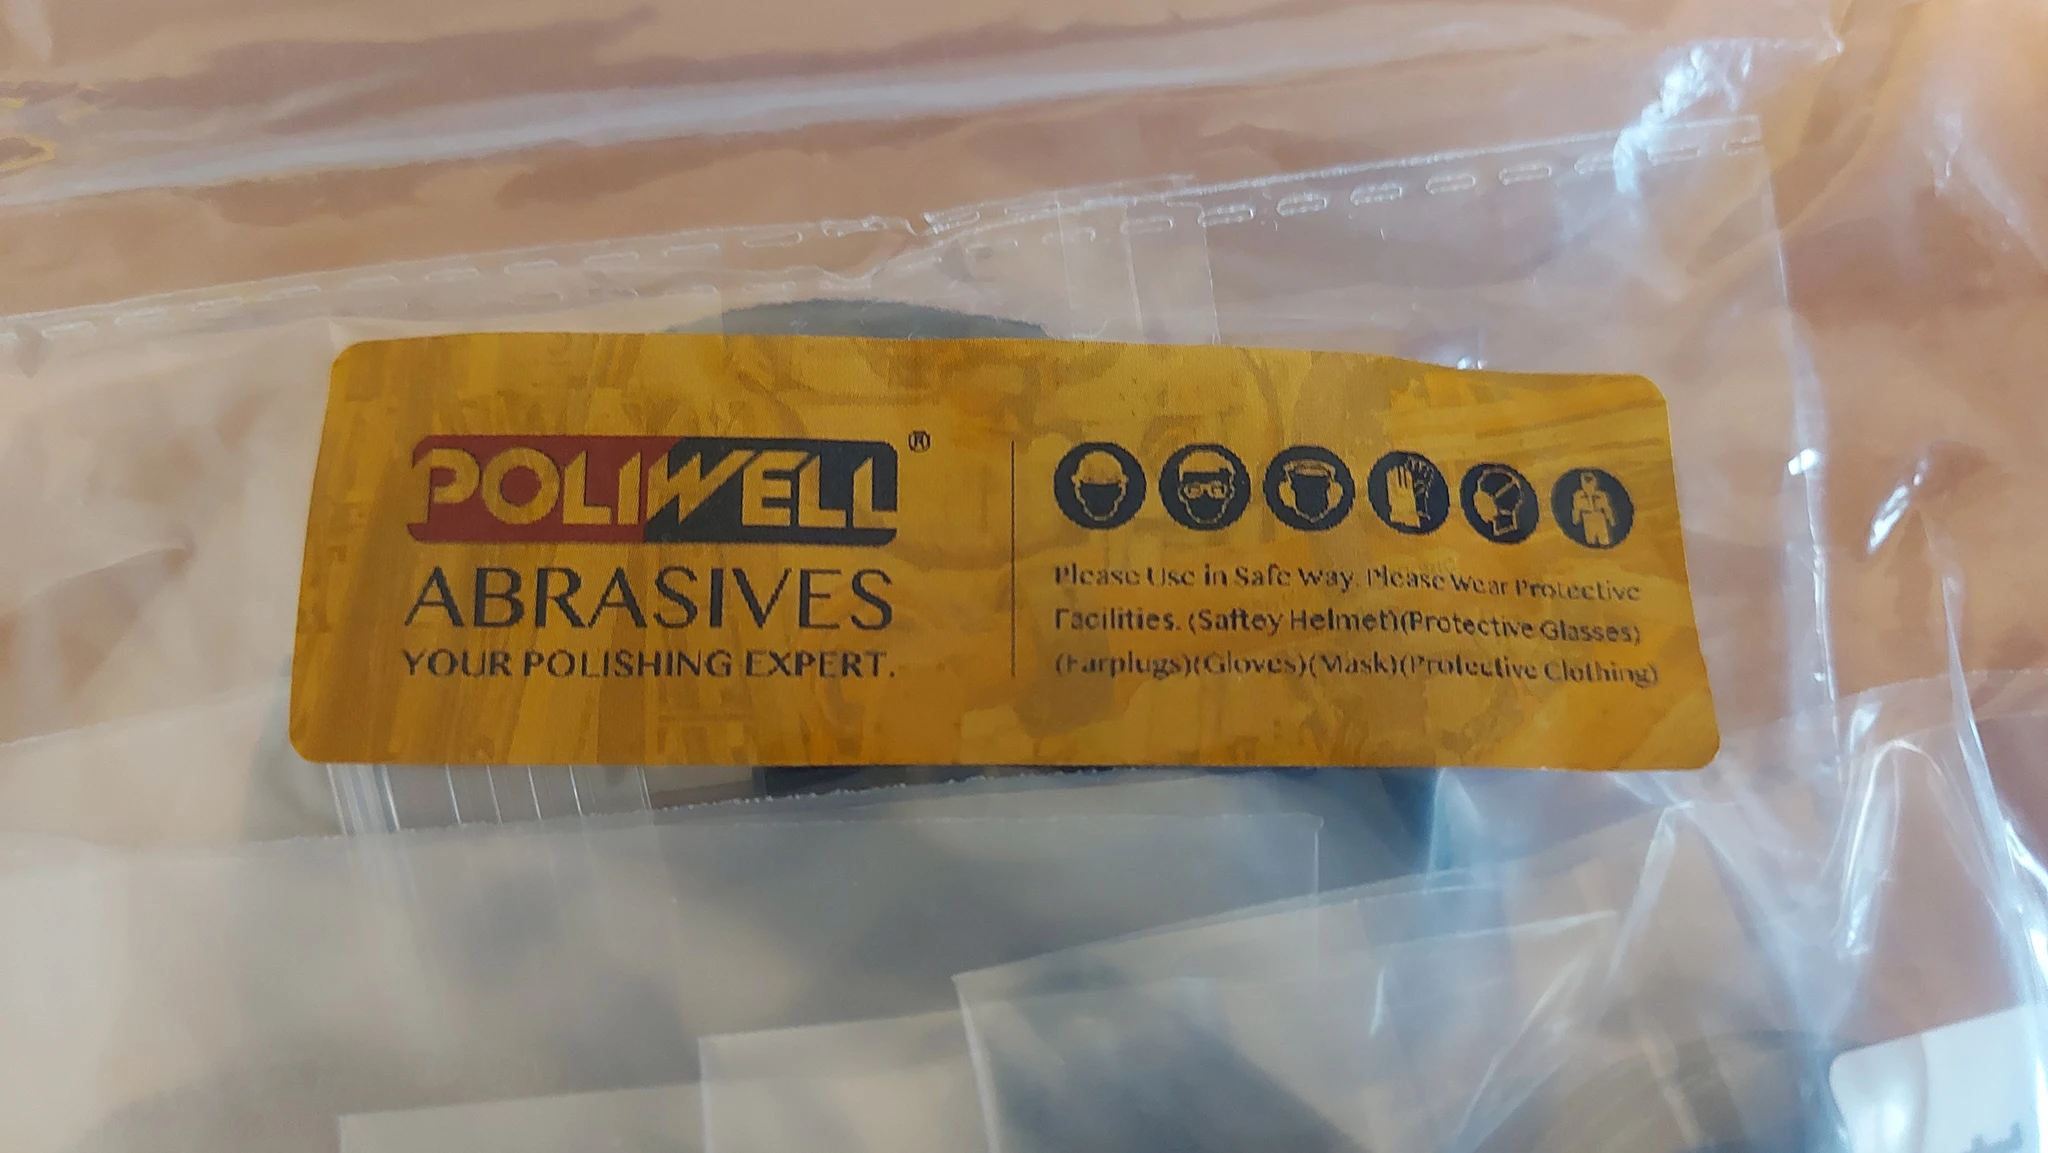 POLIWELL®
ABRASIVES
YOUR POLISHING EXPERT.
Please Use in Safe Way. Please Wear Protective
Facilities. (Saftey Helmet)(Protective Glasses)
(Earplugs)(Gloves)(Mask)(Protective Clothing)